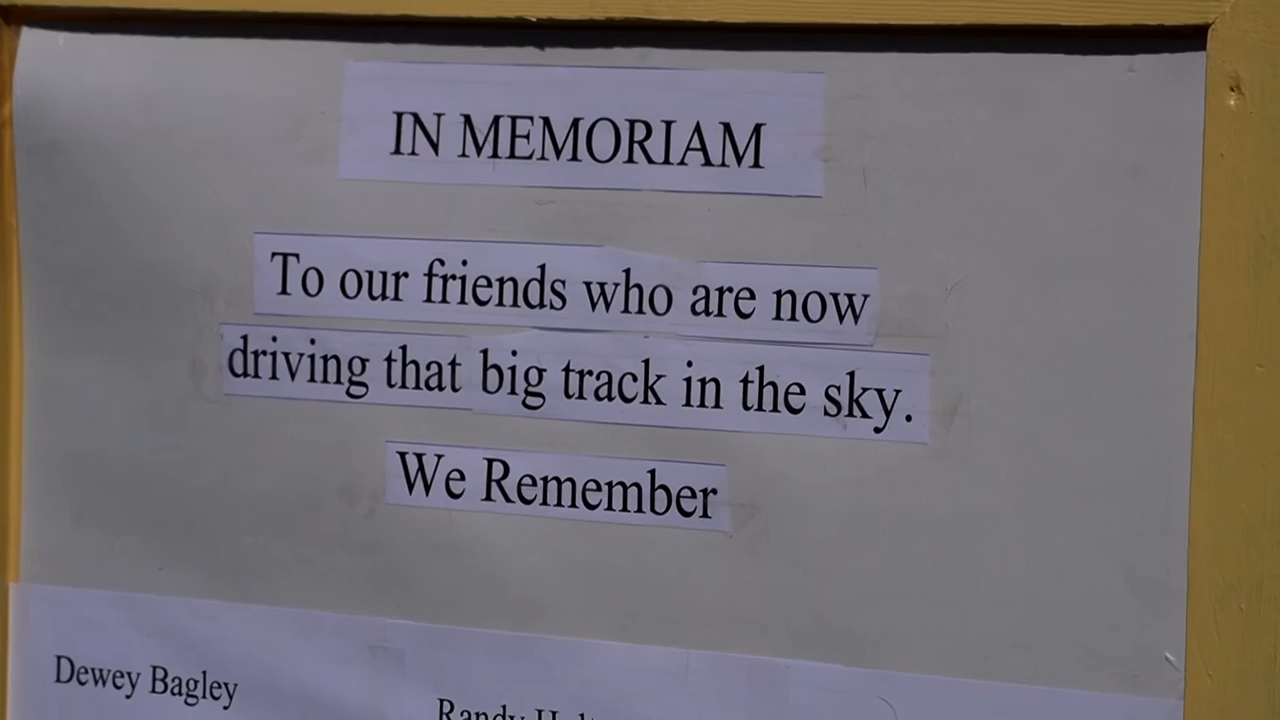 IN MEMORIAM
To our friends who are now
driving that big track in the sky.
We Remember
Dewey Bagley
Randy